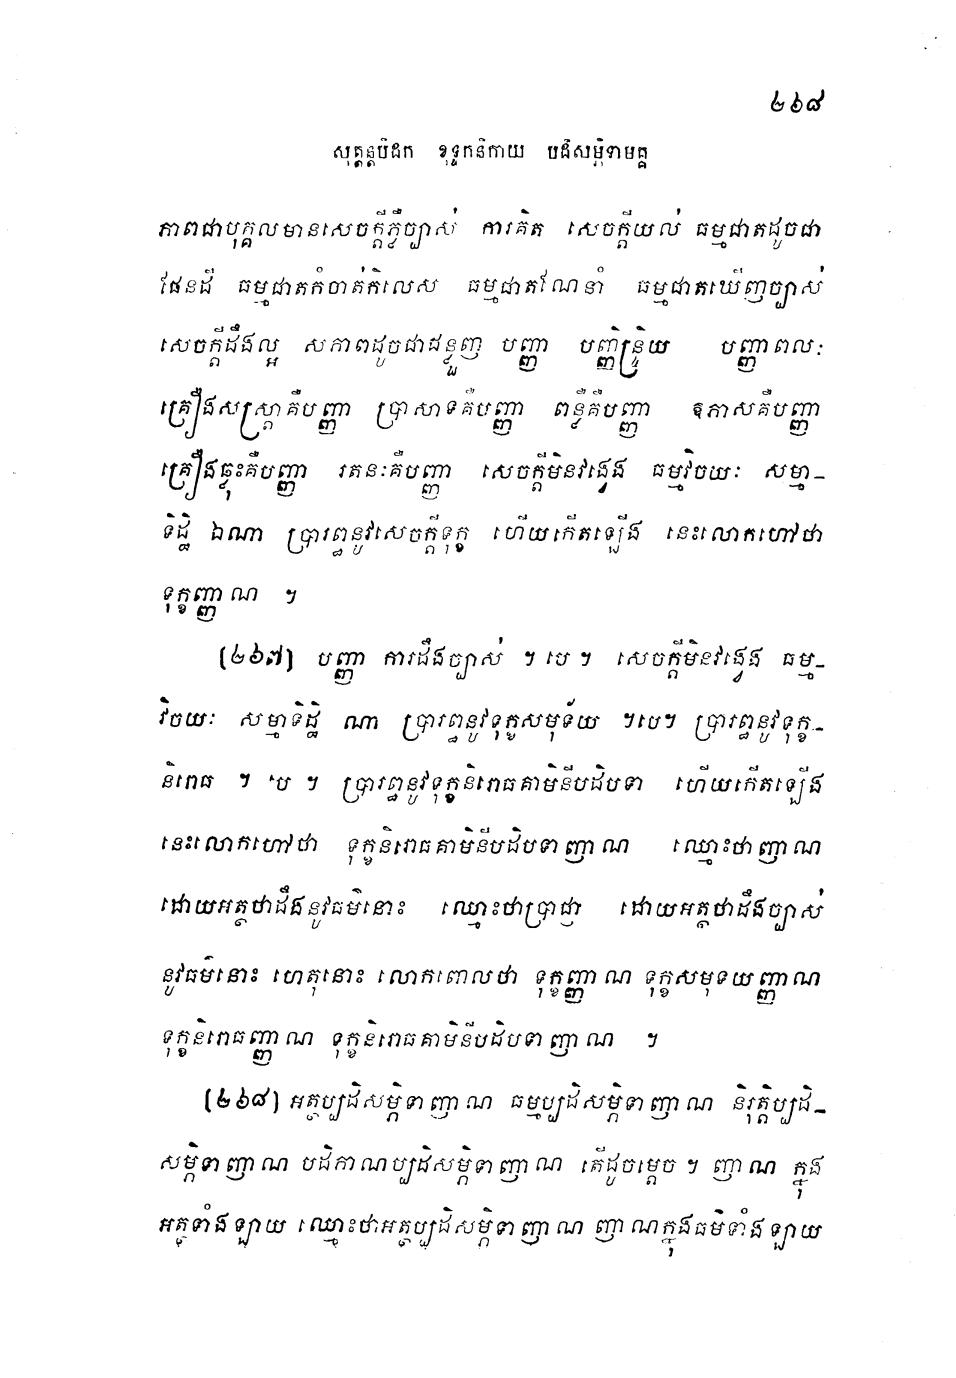 ២៦៨
សុត្តន្តបិដក ខុទ្ទកនិកាយ បដិសម្ភិទាមគ្គ
ភាពជាបុគ្គលមានសេចក្តីភ្លឺច្បាស់ ការគិត សេចក្តីយល់ ធម្មជាតដូចជា
ផែនដី ធម្មជាតកំចាត់កិលេស ធម្មជាតណែនាំ ធម្មជាតឃើញច្បាស់
សេចក្តីដឹងល្អ សភាពដូចជាជន្លួញ បញ្ញា បញ្ញិន្ទ្រិយ បញ្ញាពលៈ
គ្រឿងសស្ត្រាគឺបញ្ញា ប្រាសាទគឺបញ្ញា ពន្លឺគឺបញ្ញា ឱភាសគឺបញ្ញា
គ្រឿងធ្លុះគឺបញ្ញា រតនៈគឺបញ្ញា សេចក្តីមិនវង្វេង ធម្មវិចយៈ សម្មា-
ទិដ្ឋិ ឯណា ប្រារព្ធនូវសេចក្តីទុក្ខ ហើយកើតឡើង នេះលោកហៅថា
ទុក្ខញ្ញាណ ។
(២៦៧) បញ្ញា ការដឹងច្បាស់ ។ បេ ។ សេចក្តីមិនវង្វេង ធម្ម-
វិចយៈ សម្មាទិដ្ឋិ ណា ប្រារព្ធនូវទុក្ខសមុទ័យ ។បេ។ ប្រារព្ធនូវទុក្ខ-
និរោធ ។ បេ ។ ប្រារព្ធនូវទុក្ខនិរោធគាមិនីបដិបទា ហើយកើតឡើង
នេះលោកហៅថា ទុក្ខនិរោធគាមិនីបដិបទាញាណ ឈ្មោះថាញាណ
ដោយអត្ថថាដឹងនូវធម៌នោះ ឈ្មោះថាប្រាជ្ញា ដោយអត្ថថាដឹងច្បាស់
នូវធម៌នោះ ហេតុនោះ លោកពោលថា ទុក្ខញ្ញាណ ទុក្ខសមុទយញ្ញាណ
ទុក្ខនិរោធញ្ញាណ ទុក្ខនិរោធគាមិនីបដិបទាញាណ ។
(២៦៨) អត្ថប្បដិសម្ភិទាញាណ ធម្មប្បដិសម្ភិទាញាណ និរុត្តិប្បដិ-
សម្ភិទាញាណ បដិភាណប្បដិសម្ភិទាញាណ តើដូចម្តេច ។ ញាណ ក្នុង
អត្ថទាំងឡាយ ឈ្មោះថាអត្ថប្បដិសម្ភិទាញាណ ញាណក្នុងធម៌ទាំងឡាយ